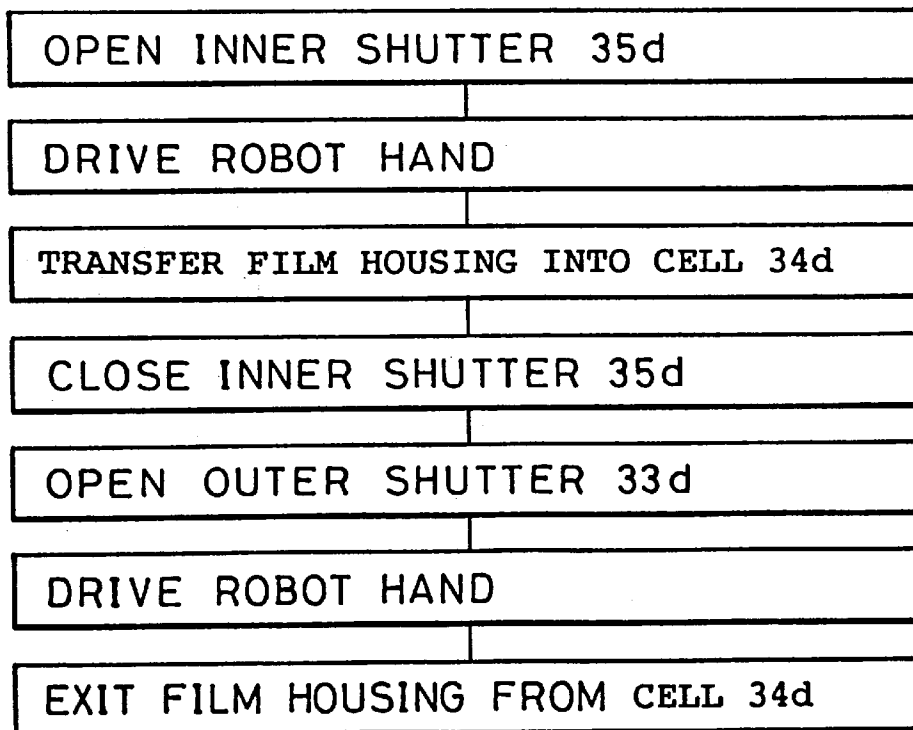 OPEN INNER SHUTTER 35d
DRIVE ROBOT HAND
TRANSFER FILM HOUSING INTO CELL 34d
CLOSE INNER SHUTTER 35d
OPEN OUTER SHUTTER 33d
DRIVE ROBOT HAND
EXIT FILM HOUSING FROM CELL 34d